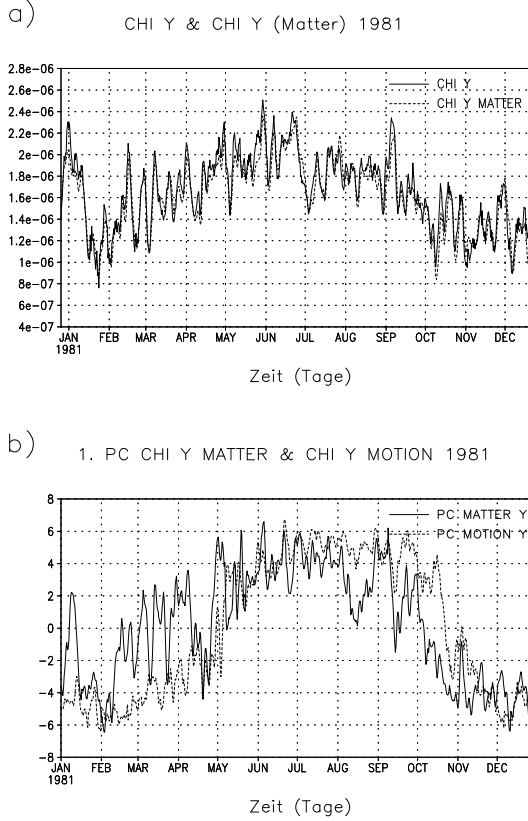 a)
CHI Y & CHI Y (Matter) 1981
2.8e-06
2.6e-06
2.4e-06
2.2e-06
2e-06
1.8e-06
1.6e-06
1.4e-06
1.2e-06
1e-06
8e-07
6e-07
4e-07
CHI Y
CHI Y MATTER
JAN FEB MAR APR MAY JUN JUL AUG SEP OCT NOV DEC
1981
Zeit (Tage)
b)
1. PC CHI Y MATTER & CHI Y MOTION 1981
8
6
4
2
0
-2
-4
-6
-8
PC MATTER Y
PC MOTION Y
JAN FEB MAR APR MAY JUN JUL AUG SEP OCT NOV DEC
1981
Zeit (Tage)